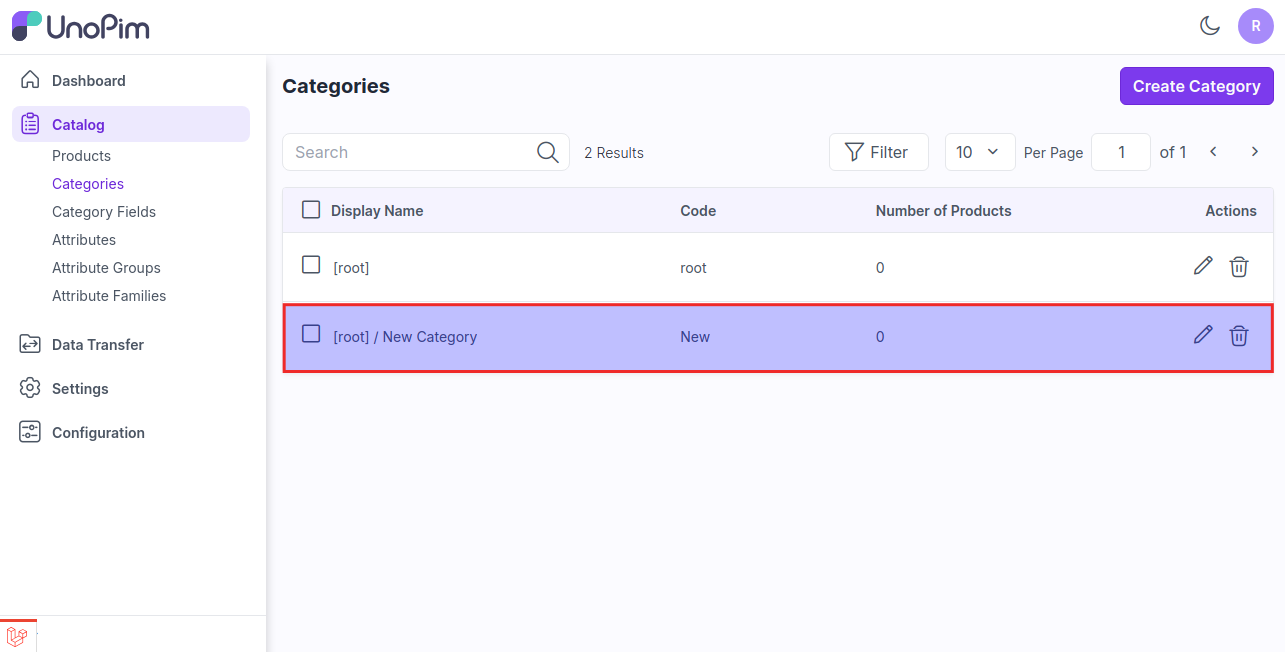 UnoPim
R
Dashboard
Catalog
Products
Categories
Category Fields
Attributes
Attribute Groups
Attribute Families
Data Transfer
Settings
Configuration
Categories
Create Category
Search
2 Results
Filter
10
Per Page
1
of 1
Display Name Code Number of Products Actions
[root] root 0
[root] / New Category New 0